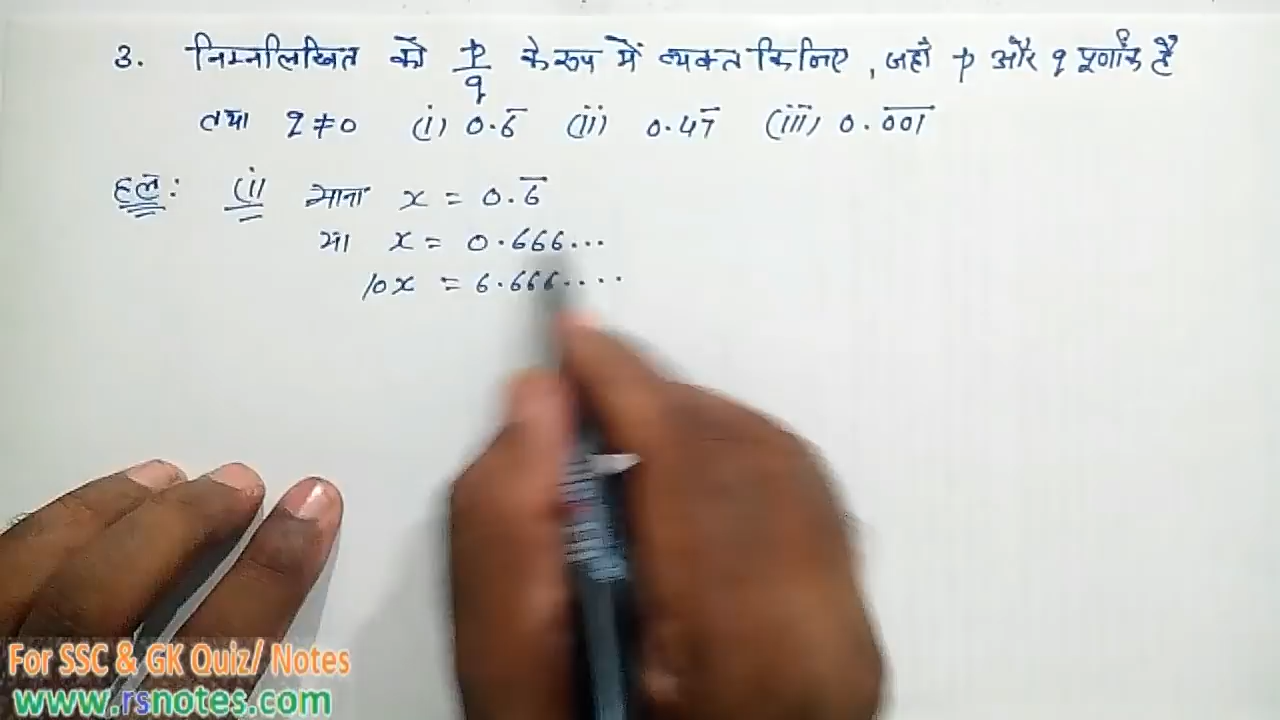 3. निम्नलिखित को p/q के रूप में व्यक्त किजिए, जहाँ p और q पूर्णांक है
तथा q ≠ 0 (i) 0.6̅ (ii) 0.47̅ (iii) 0.0̅0̅1̅
हल: (i) माना x = 0.6̅
या x = 0.666...
10x = 6.666....
For SSC & GK Quiz/ Notes
www.rsnotes.com